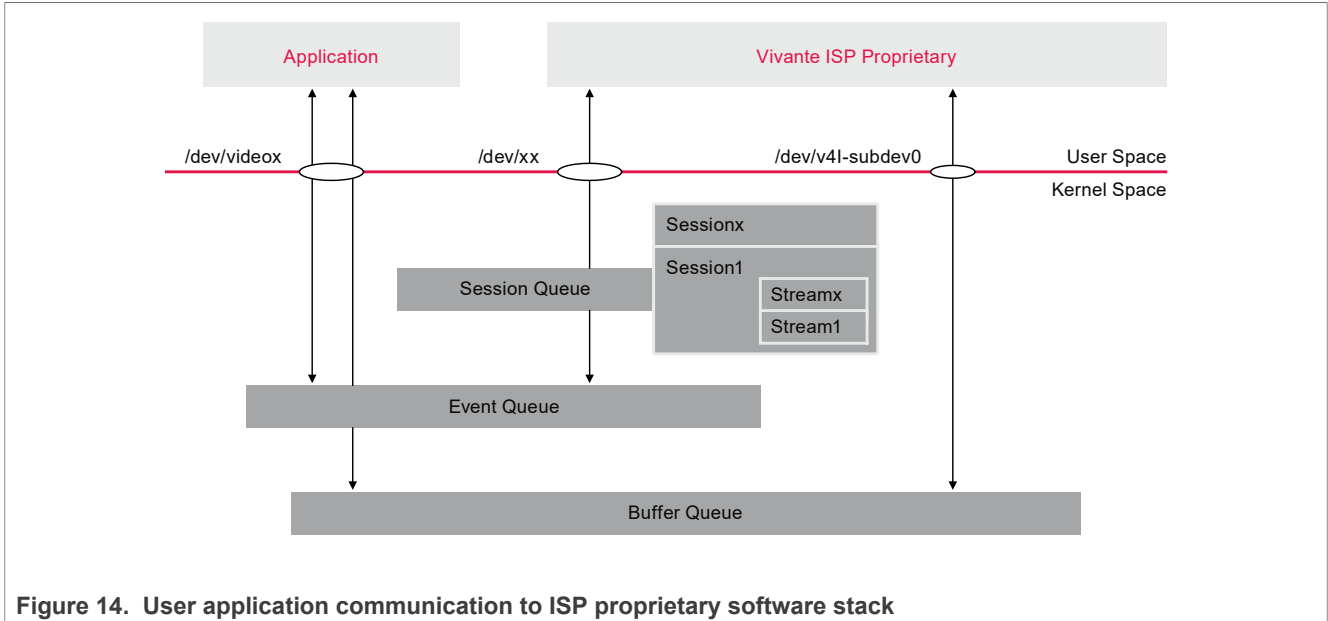 Application
Vivante ISP Proprietary
/dev/videox
/dev/xx
/dev/v4l-subdev0
User Space
Kernel Space
Sessionx
Session1
Streamx
Stream1
Session Queue
Event Queue
Buffer Queue
Figure 14. User application communication to ISP proprietary software stack